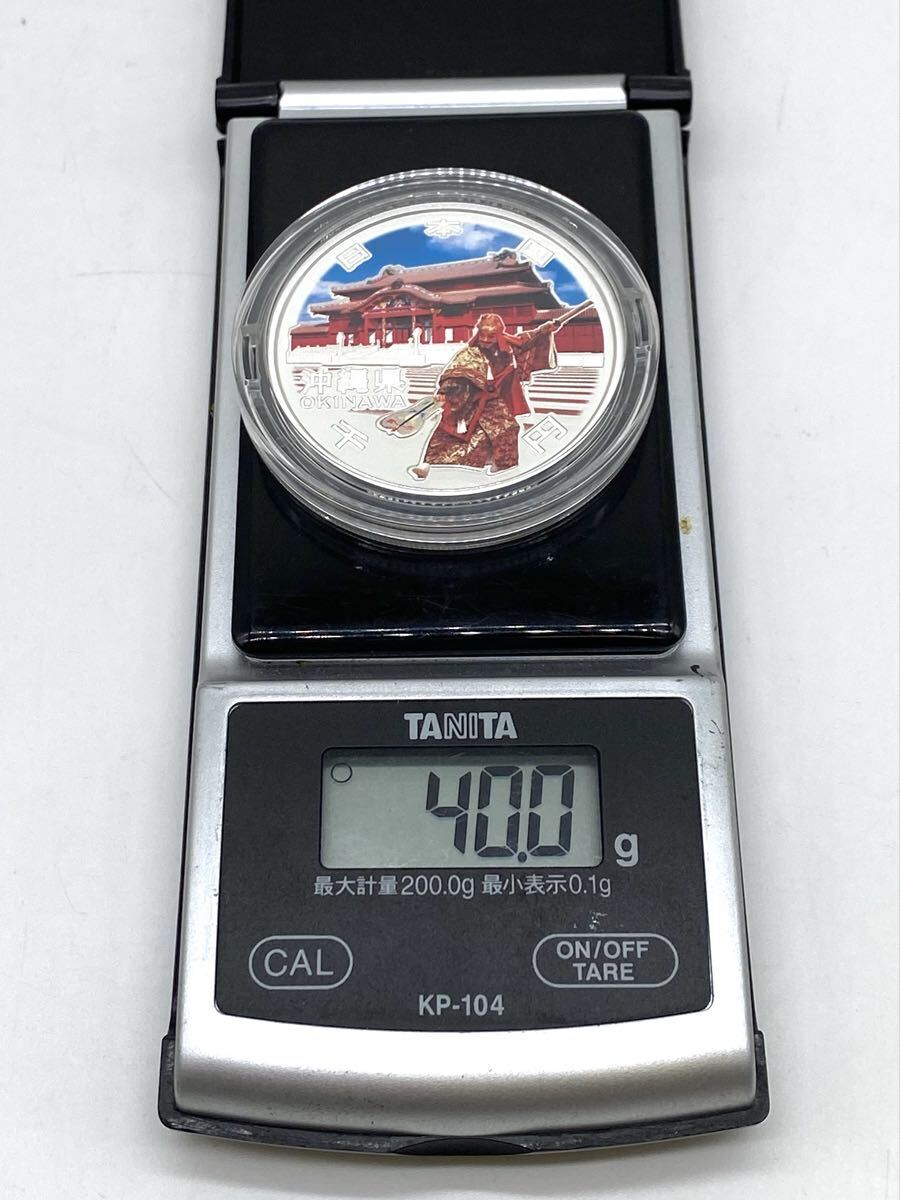 日本国
沖縄県
OKINAWA
千円
TANITA
40.0 g
最大計量200.0g 最小表示0.1g
CAL
ON/OFF
TARE
KP-104